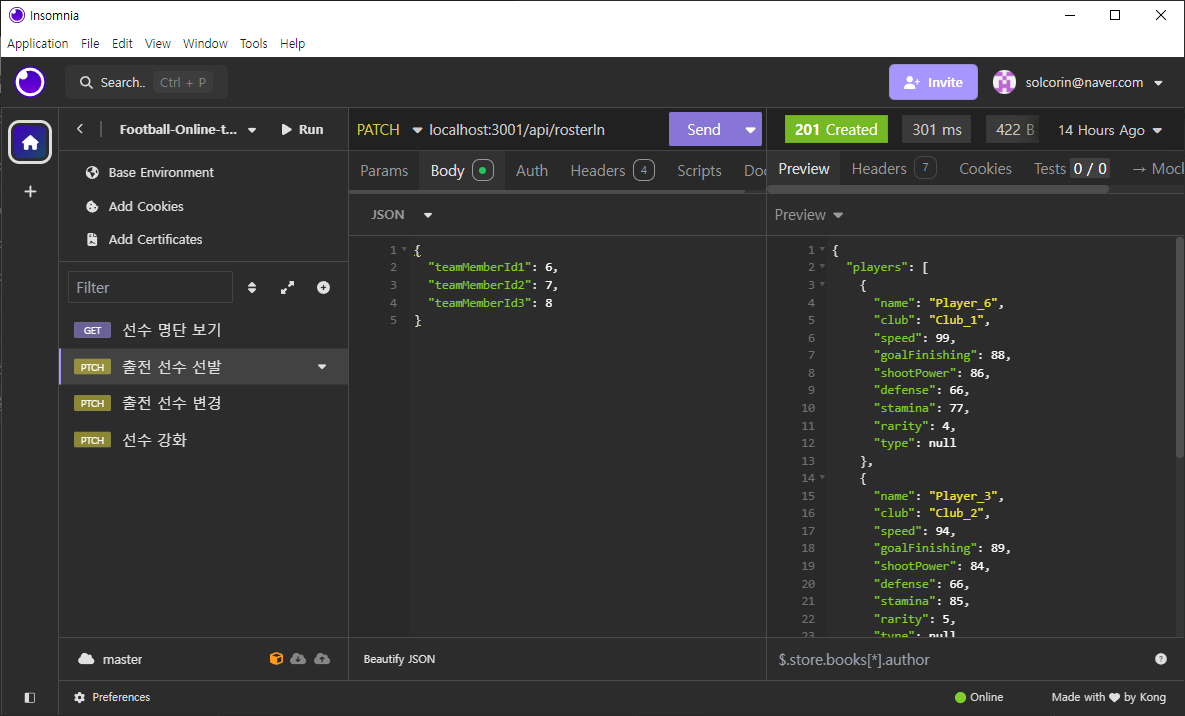 Insomnia
Application File Edit View Window Tools Help
Search.. Ctrl + P
Invite
solcorin@naver.com
Football-Online-t...
Run
Base Environment
Add Cookies
Add Certificates
Filter
GET 선수 명단 보기
PTCH 출전 선수 선발
PTCH 출전 선수 변경
PTCH 선수 강화
master
Preferences
PATCH localhost:3001/api/rosterIn Send
Params Body Auth Headers 4 Scripts Doc
JSON
1 {
2 "teamMemberId1": 6,
3 "teamMemberId2": 7,
4 "teamMemberId3": 8
5 }
Beautify JSON
201 Created 301 ms 422 B 14 Hours Ago
Preview Headers 7 Cookies Tests 0 / 0 → Mock
Preview
1 {
2 "players": [
3 {
4 "name": "Player_6",
5 "club": "Club_1",
6 "speed": 99,
7 "goalFinishing": 88,
8 "shootPower": 86,
9 "defense": 66,
10 "stamina": 77,
11 "rarity": 4,
12 "type": null
13 },
14 {
15 "name": "Player_3",
16 "club": "Club_2",
17 "speed": 94,
18 "goalFinishing": 89,
19 "shootPower": 84,
20 "defense": 66,
21 "stamina": 85,
22 "rarity": 5,
23 "type": null
$.store.books[*].author
Online
Made with ♥ by Kong